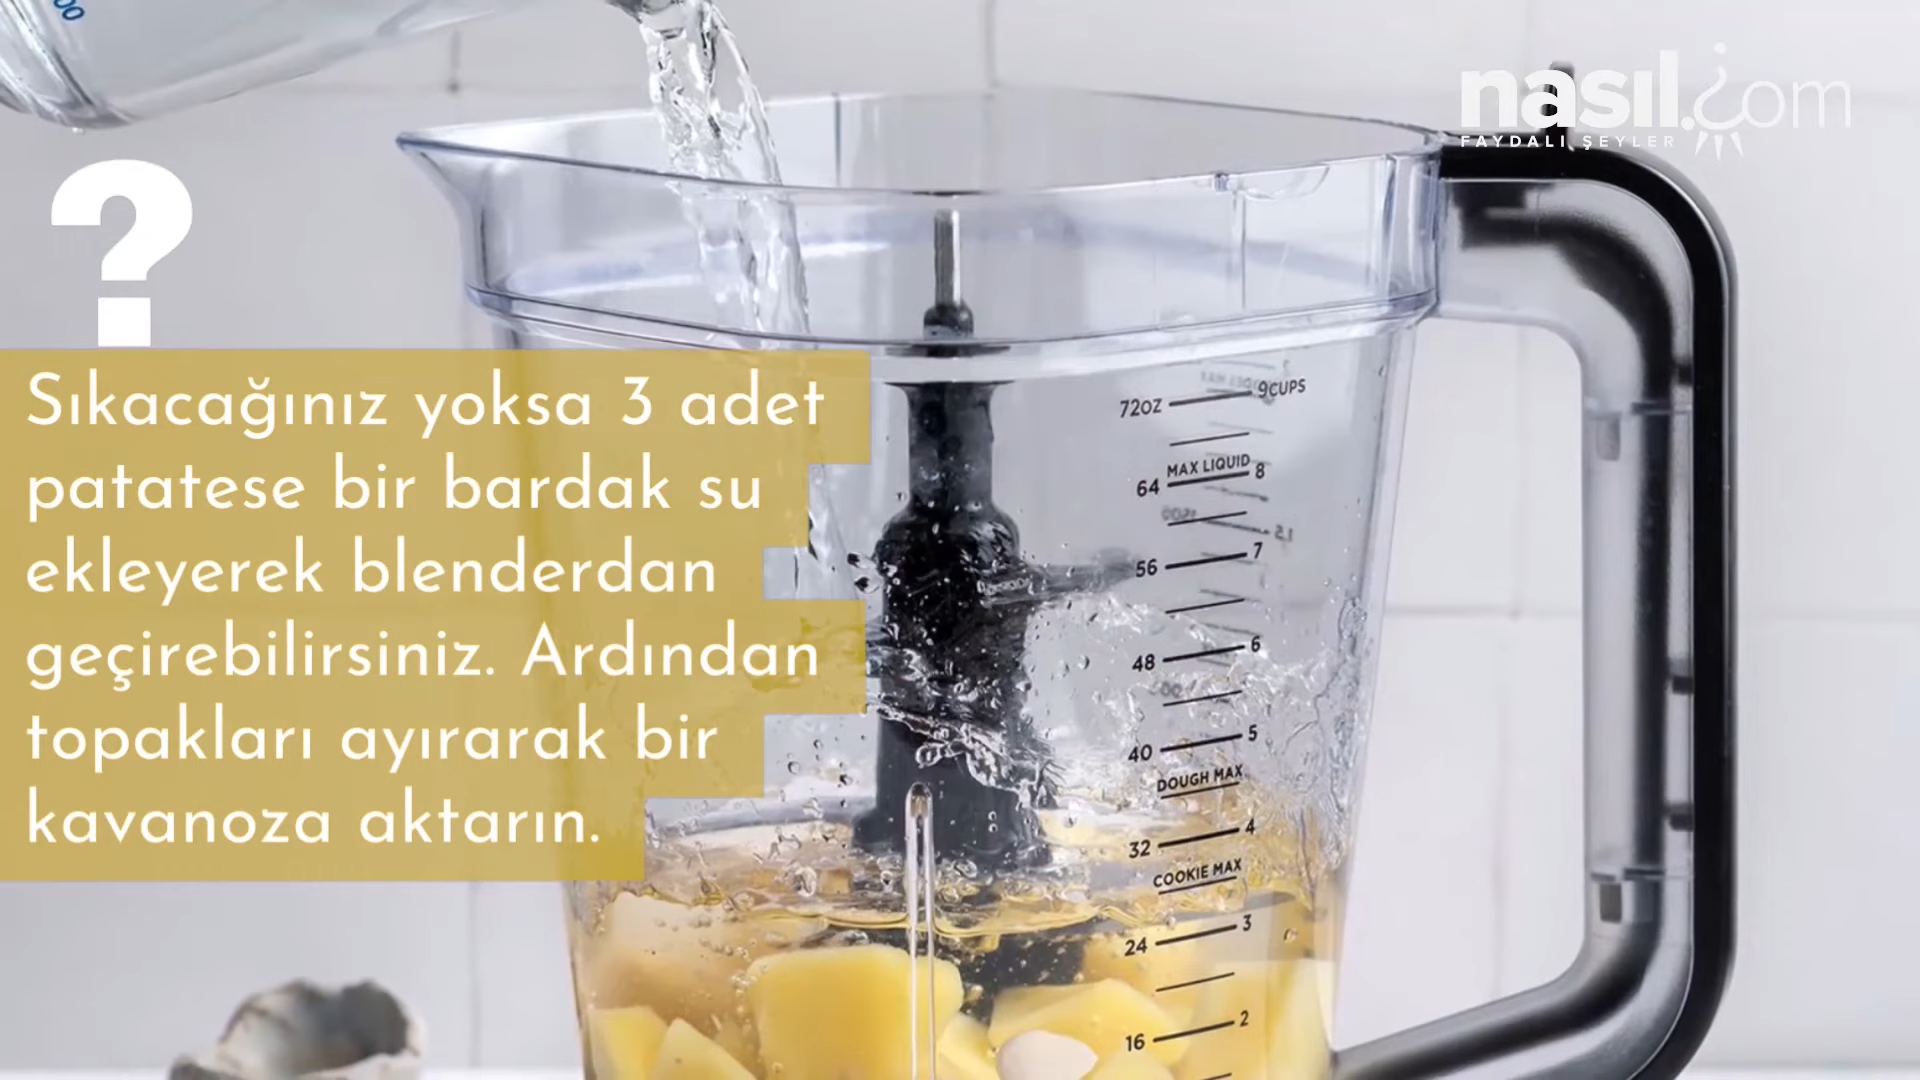 00
nasıl.com
FAYDALI ŞEYLER
?
Sıkacağınız yoksa 3 adet
patatese bir bardak su
ekleyerek blenderdan
geçirebilirsiniz. Ardından
topakları ayırarak bir
kavanoza aktarın.
72OZ 9CUPS
MAX LIQUID
64 8
56 7
48 6
40 5
DOUGH MAX
32 4
COOKIE MAX
24 3
16 2